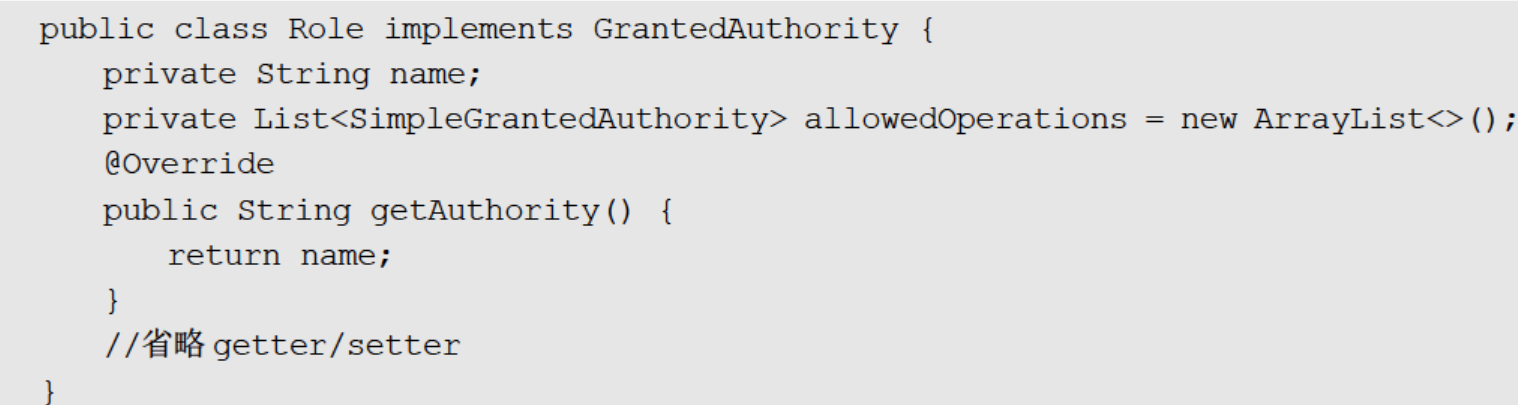 public class Role implements GrantedAuthority {
private String name;
private List<SimpleGrantedAuthority> allowedOperations = new ArrayList<>();
@Override
public String getAuthority() {
return name;
}
//省略 getter/setter
}